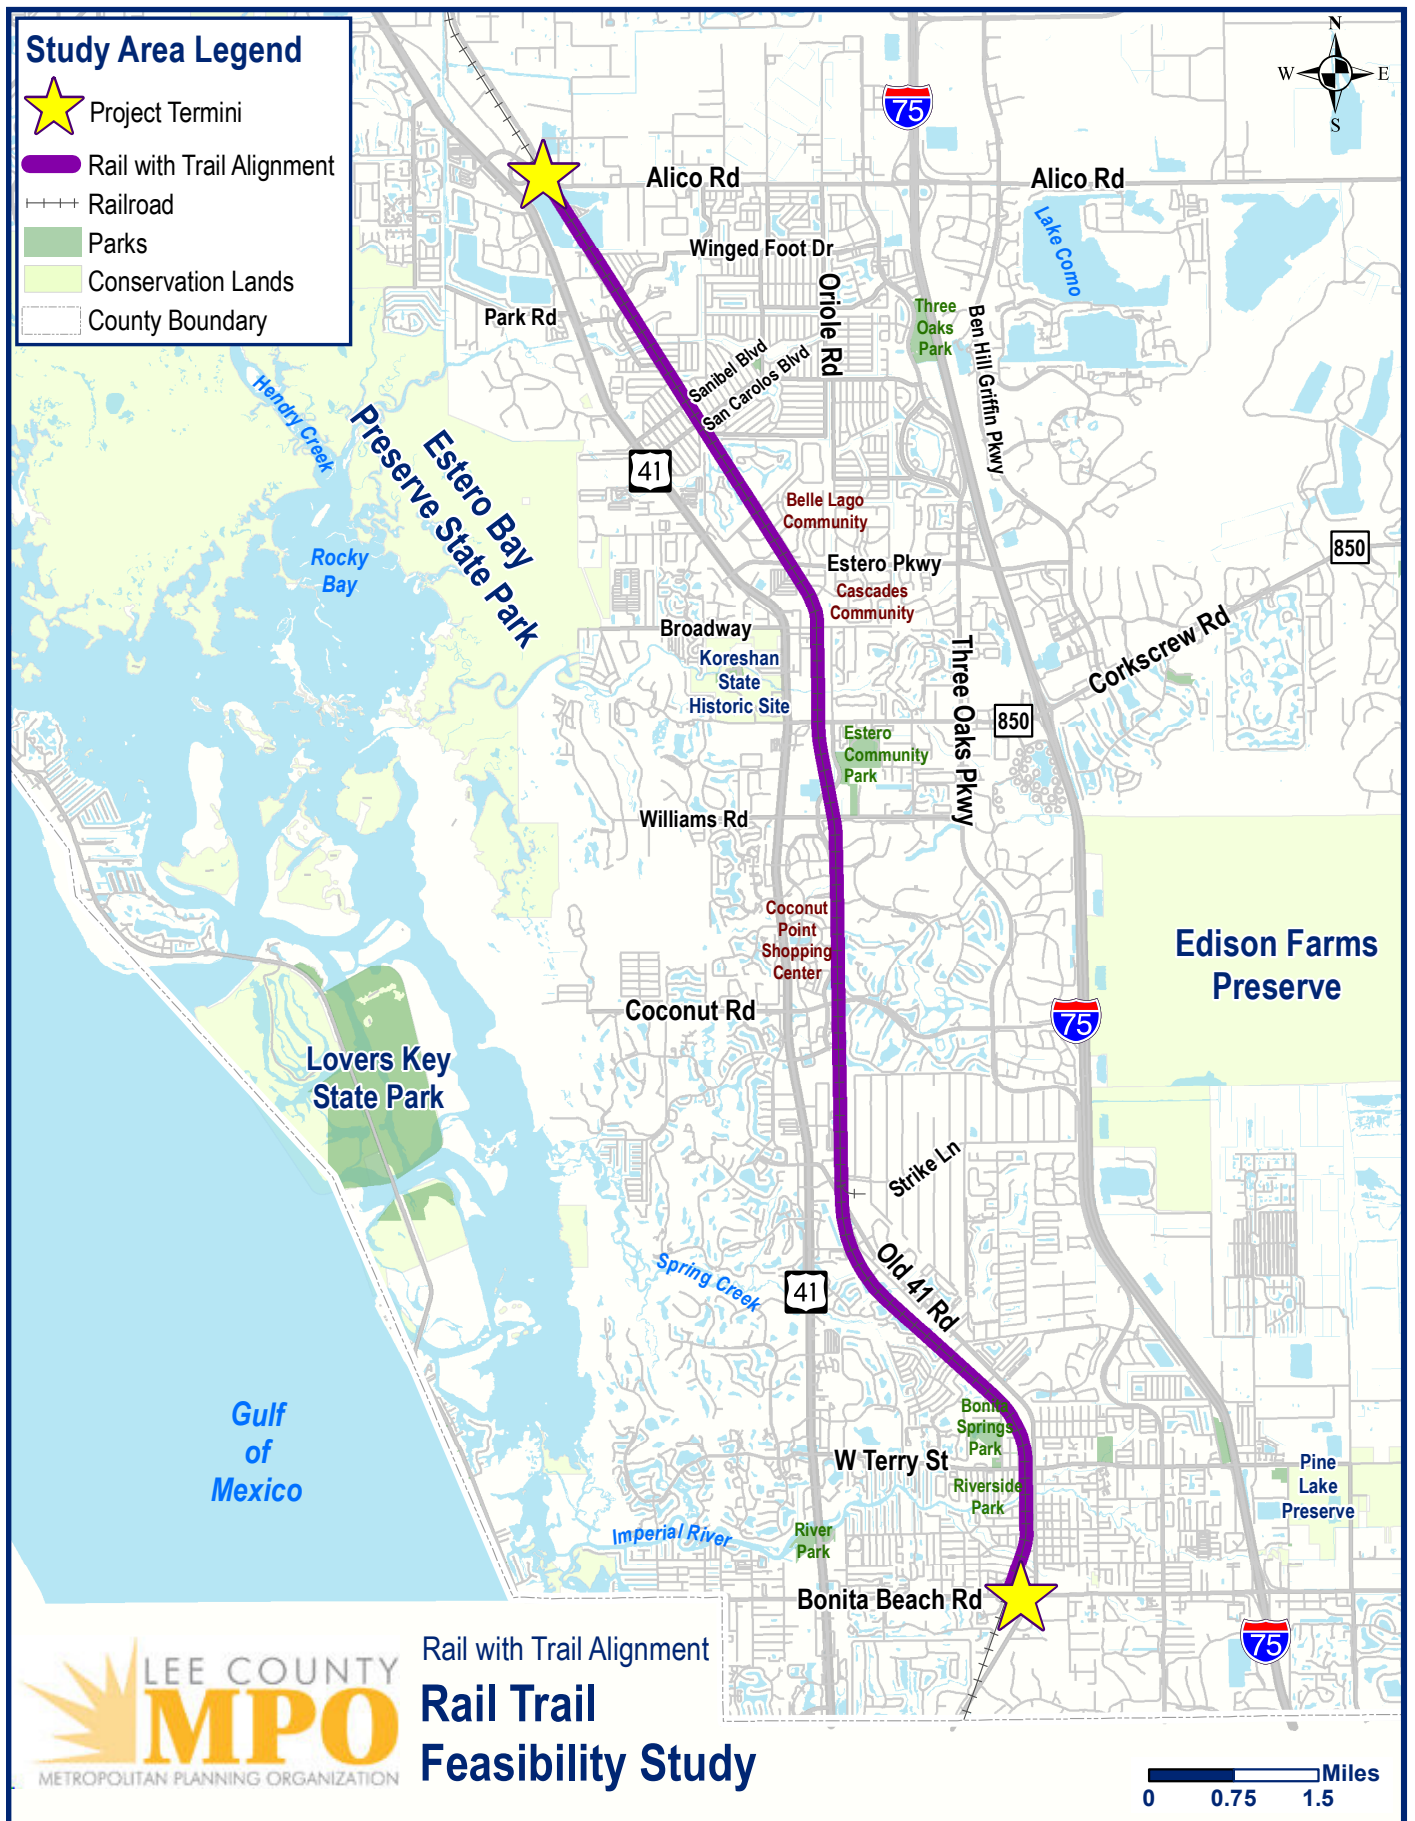 Study Area Legend
Project Termini
Rail with Trail Alignment
Railroad
Parks
Conservation Lands
County Boundary
N
W
E
S
75
Alico Rd
Alico Rd
Lake Como
Winged Foot Dr
Oriole Rd
Three
Oaks
Park
Ben Hill Griffin Pkwy
Park Rd
Sanibel Blvd
San Carolos Blvd
Hendry Creek
Estero Bay
Preserve State Park
41
Belle Lago
Community
Rocky
Bay
Estero Pkwy
850
Cascades
Community
Broadway
Koreshan
State
Historic Site
Three Oaks Pkwy
Corkscrew Rd
850
Estero
Community
Park
Williams Rd
Coconut
Point
Shopping
Center
Edison Farms
Preserve
Coconut Rd
75
Lovers Key
State Park
Strike Ln
Spring Creek
41
Old 41 Rd
Gulf
of
Mexico
Bonita
Springs
Park
W Terry St
Riverside
Park
Pine
Lake
Preserve
Imperial River
River
Park
Bonita Beach Rd
75
LEE COUNTY
MPO
METROPOLITAN PLANNING ORGANIZATION
Rail with Trail Alignment
Rail Trail
Feasibility Study
Miles
0 0.75 1.5